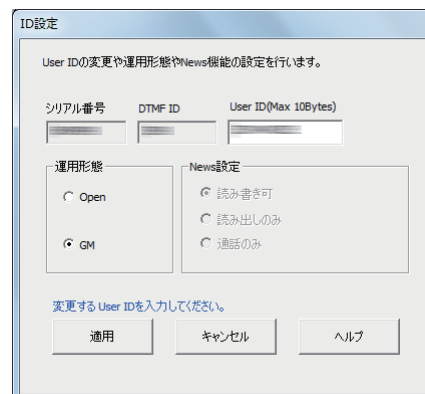 ID設定
User IDの変更や運用形態やNews機能の設定を行います。
シリアル番号 DTMF ID User ID(Max 10Bytes)
運用形態 News設定
Open 読み書き可
読み出しのみ
GM 通話のみ
変更する User IDを入力してください。
適用 キャンセル ヘルプ